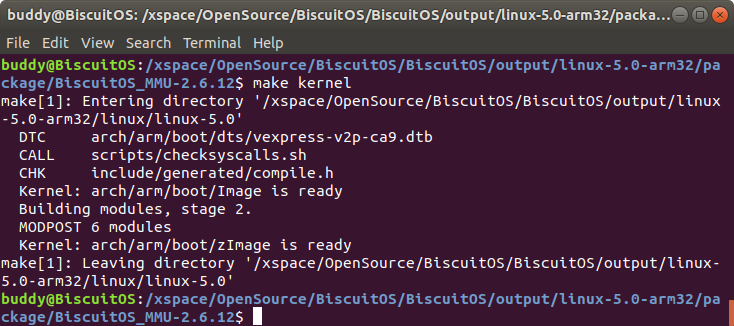 buddy@BiscuitOS: /xspace/OpenSource/BiscuitOS/BiscuitOS/output/linux-5.0-arm32/packa...
File Edit View Search Terminal Help
buddy@BiscuitOS:/xspace/OpenSource/BiscuitOS/BiscuitOS/output/linux-5.0-arm32/pa
ckage/BiscuitOS_MMU-2.6.12$ make kernel
make[1]: Entering directory '/xspace/OpenSource/BiscuitOS/BiscuitOS/output/linux
-5.0-arm32/linux/linux-5.0'
  DTC     arch/arm/boot/dts/vexpress-v2p-ca9.dtb
  CALL    scripts/checksyscalls.sh
  CHK     include/generated/compile.h
  Kernel: arch/arm/boot/Image is ready
  Building modules, stage 2.
  MODPOST 6 modules
  Kernel: arch/arm/boot/zImage is ready
make[1]: Leaving directory '/xspace/OpenSource/BiscuitOS/BiscuitOS/output/linux-
5.0-arm32/linux/linux-5.0'
buddy@BiscuitOS:/xspace/OpenSource/BiscuitOS/BiscuitOS/output/linux-5.0-arm32/pa
ckage/BiscuitOS_MMU-2.6.12$